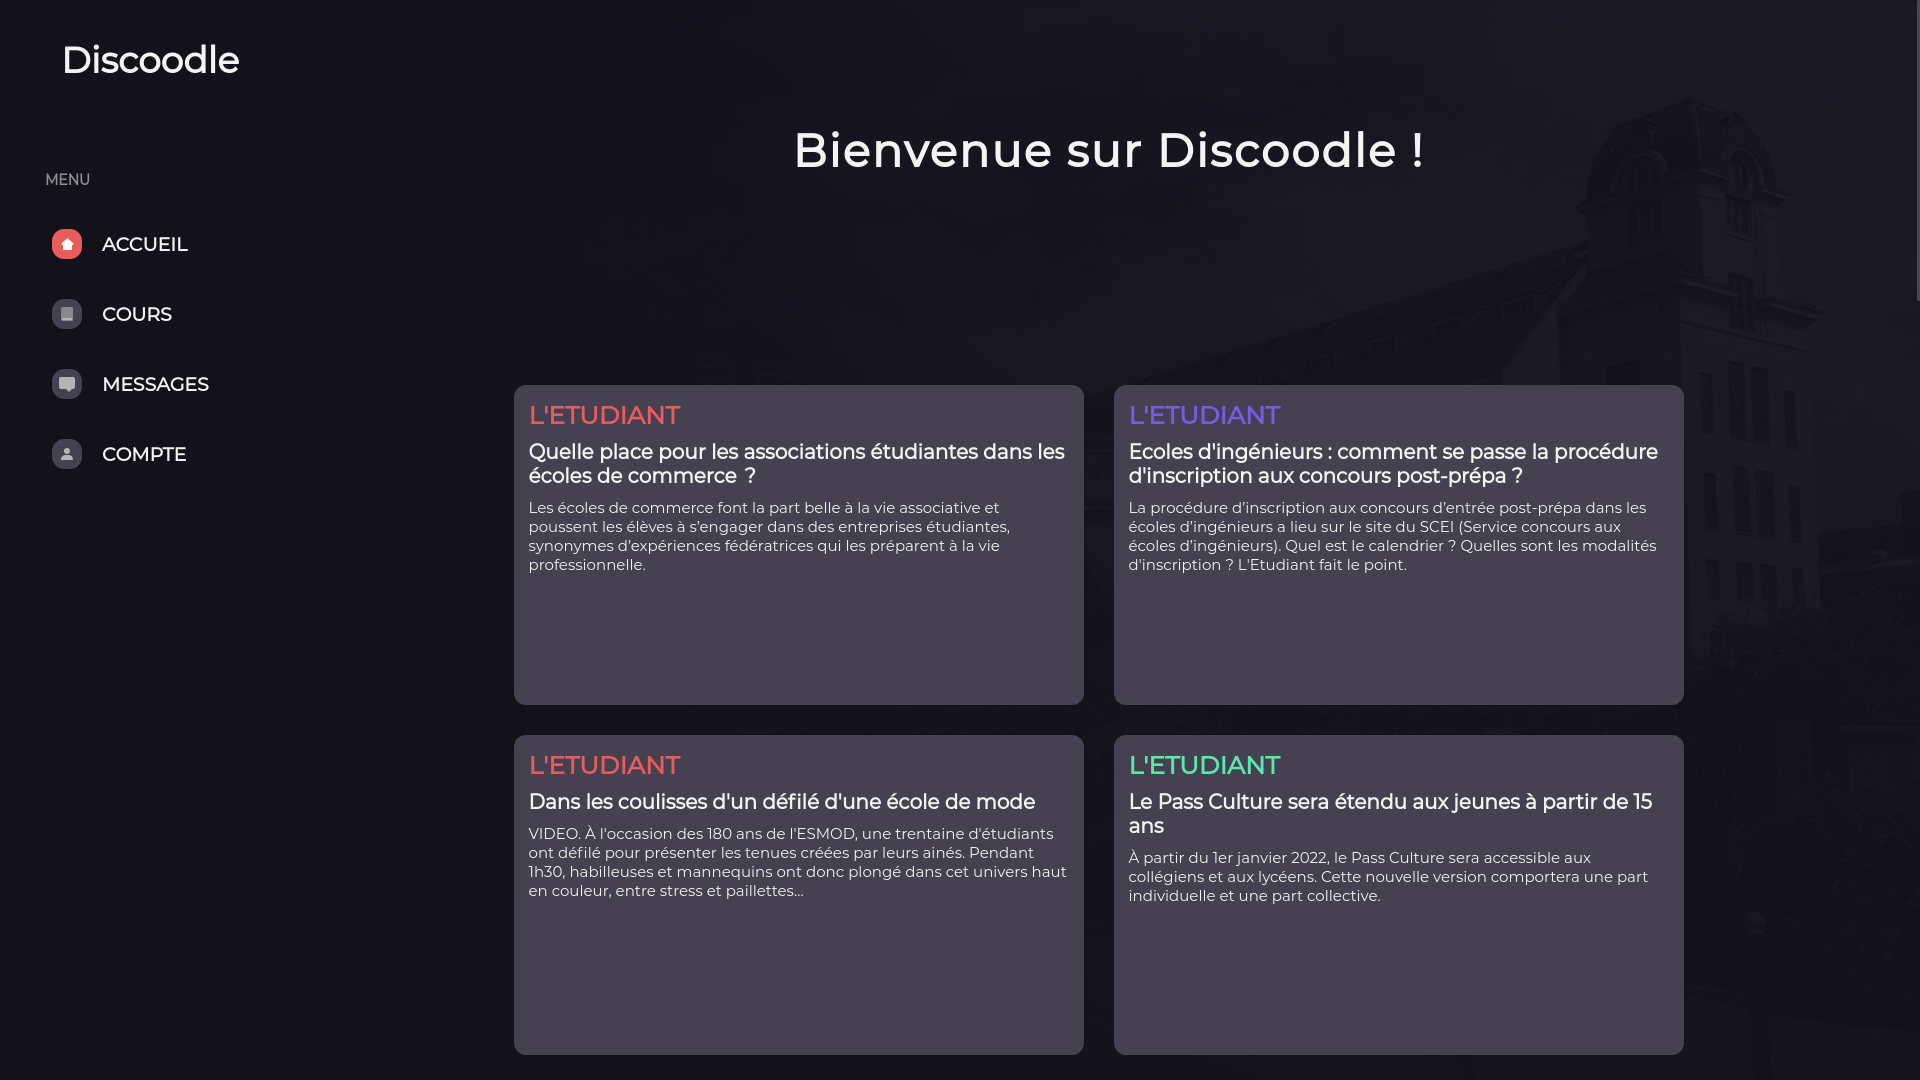 Discoodle
MENU
ACCUEIL
COURS
MESSAGES
COMPTE
Bienvenue sur Discoodle !
L'ETUDIANT
Quelle place pour les associations étudiantes dans les
écoles de commerce ?
Les écoles de commerce font la part belle à la vie associative et
poussent les élèves à s’engager dans des entreprises étudiantes,
synonymes d’expériences fédératrices qui les préparent à la vie
professionnelle.
L'ETUDIANT
Ecoles d'ingénieurs : comment se passe la procédure
d'inscription aux concours post-prépa ?
La procédure d’inscription aux concours d’entrée post-prépa dans les
écoles d’ingénieurs a lieu sur le site du SCEI (Service concours aux
écoles d’ingénieurs). Quel est le calendrier ? Quelles sont les modalités
d'inscription ? L'Etudiant fait le point.
L'ETUDIANT
Dans les coulisses d'un défilé d'une école de mode
VIDEO. À l'occasion des 180 ans de l'ESMOD, une trentaine d'étudiants
ont défilé pour présenter les tenues créées par leurs ainés. Pendant
1h30, habilleuses et mannequins ont donc plongé dans cet univers haut
en couleur, entre stress et paillettes...
L'ETUDIANT
Le Pass Culture sera étendu aux jeunes à partir de 15
ans
À partir du 1er janvier 2022, le Pass Culture sera accessible aux
collégiens et aux lycéens. Cette nouvelle version comportera une part
individuelle et une part collective.